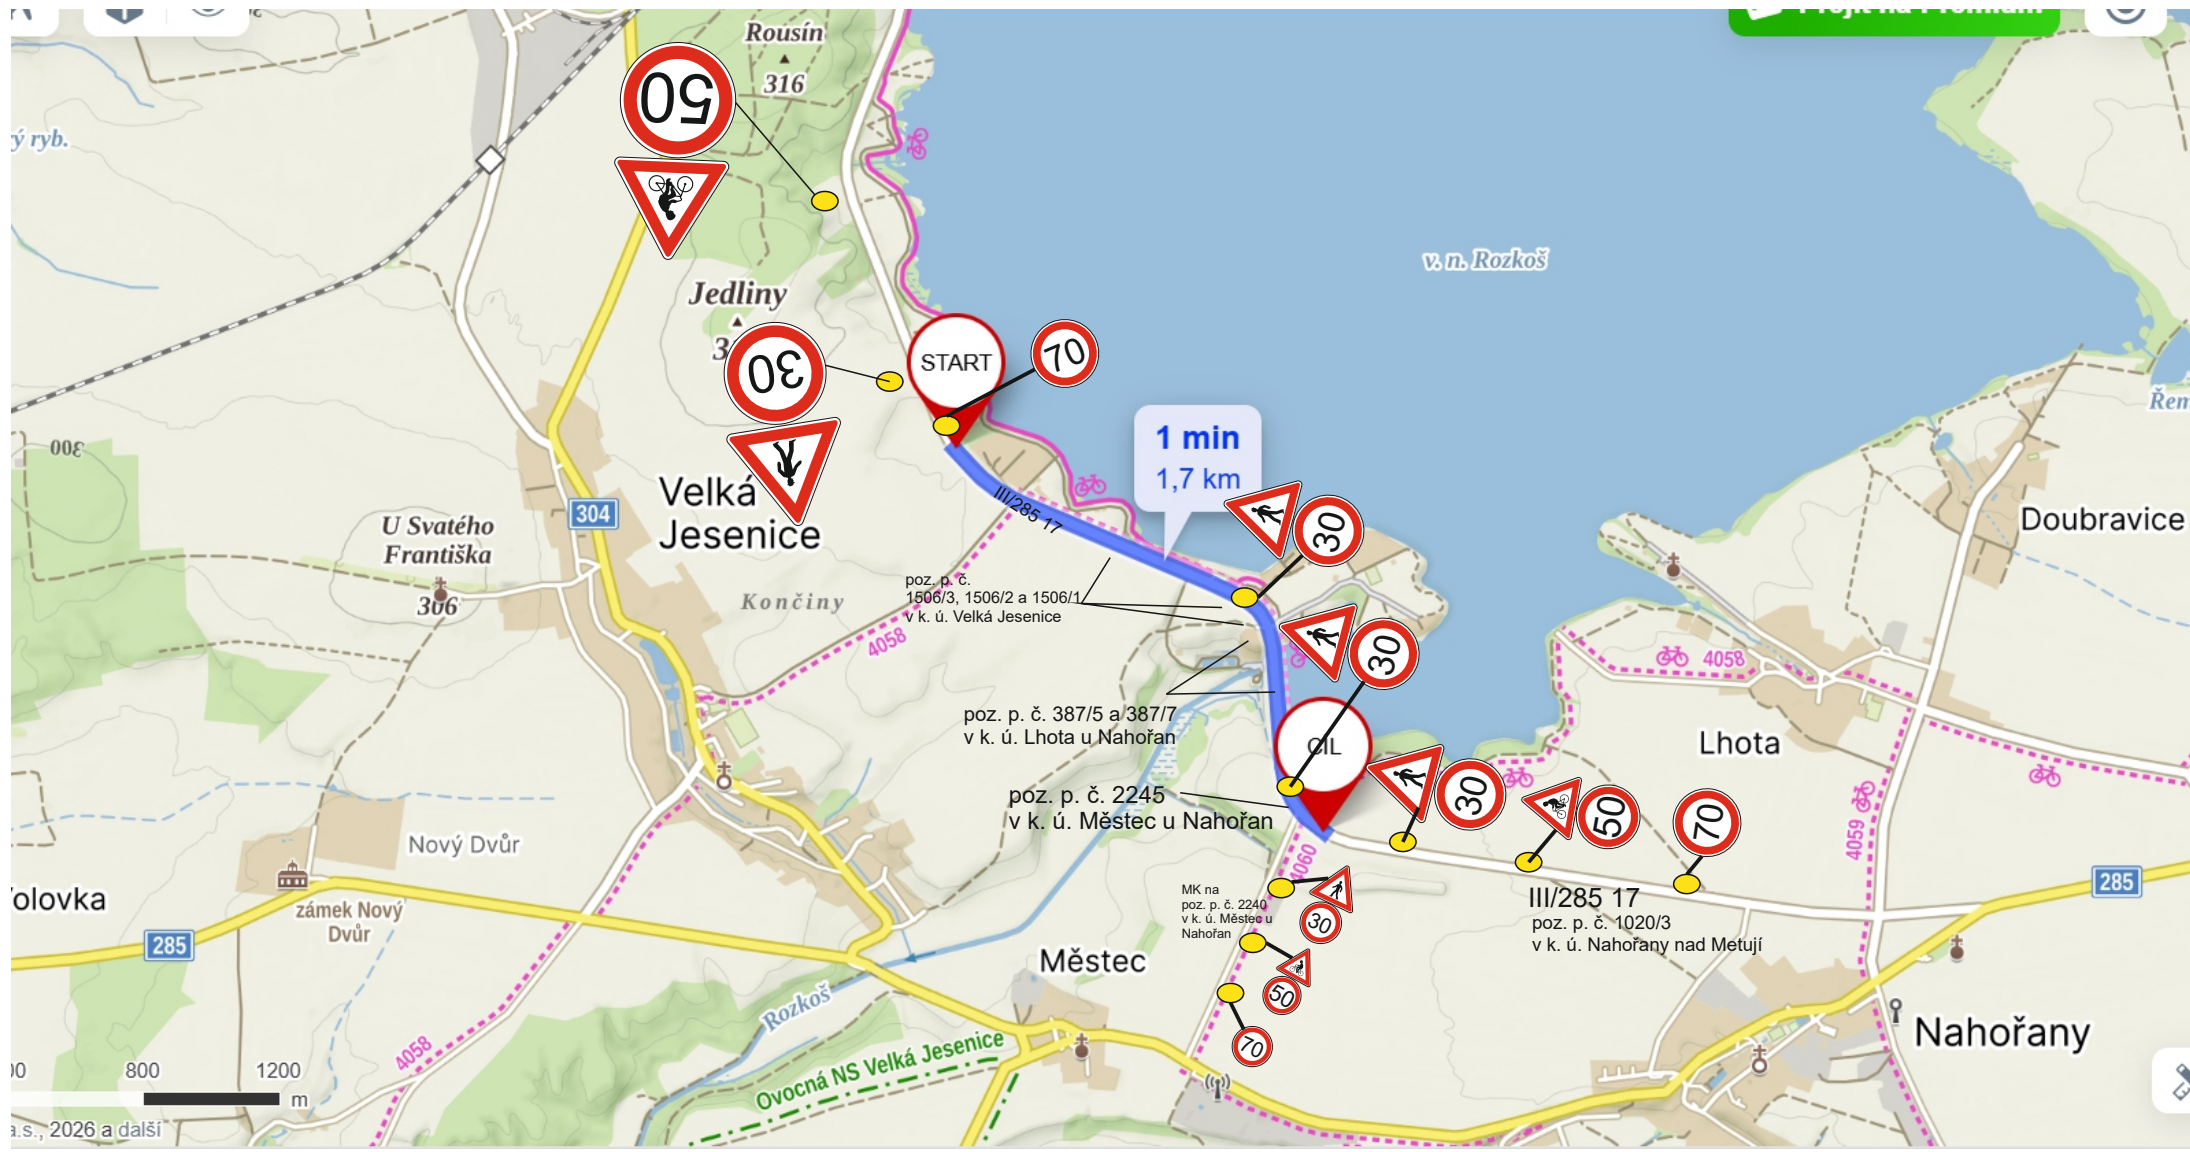 Rousín
316
50
ý ryb.
v. n. Rozkoš
Jedliny
3
30
START
70
300
1 min
1,7 km
Řem
Velká
Jesenice
304
III/285 17
30
Doubravice
U Svatého
Františka
306
Končiny
poz. p. č.
1506/3, 1506/2 a 1506/1
v k. ú. Velká Jesenice
4058
30
4058
poz. p. č. 387/5 a 387/7
v k. ú. Lhota u Nahořan
CÍL
Lhota
poz. p. č. 2245
v k. ú. Městec u Nahořan
30
50
70
Nový Dvůr
4059
4060
285
olovka
zámek Nový
Dvůr
285
MK na
poz. p. č. 2240
v k. ú. Městec u
Nahořan
30
III/285 17
poz. p. č. 1020/3
v k. ú. Nahořany nad Metují
Městec
50
Rozkoš
70
Nahořany
4058
Ovocná NS Velká Jesenice
800
1200
m
a.s., 2026 a další